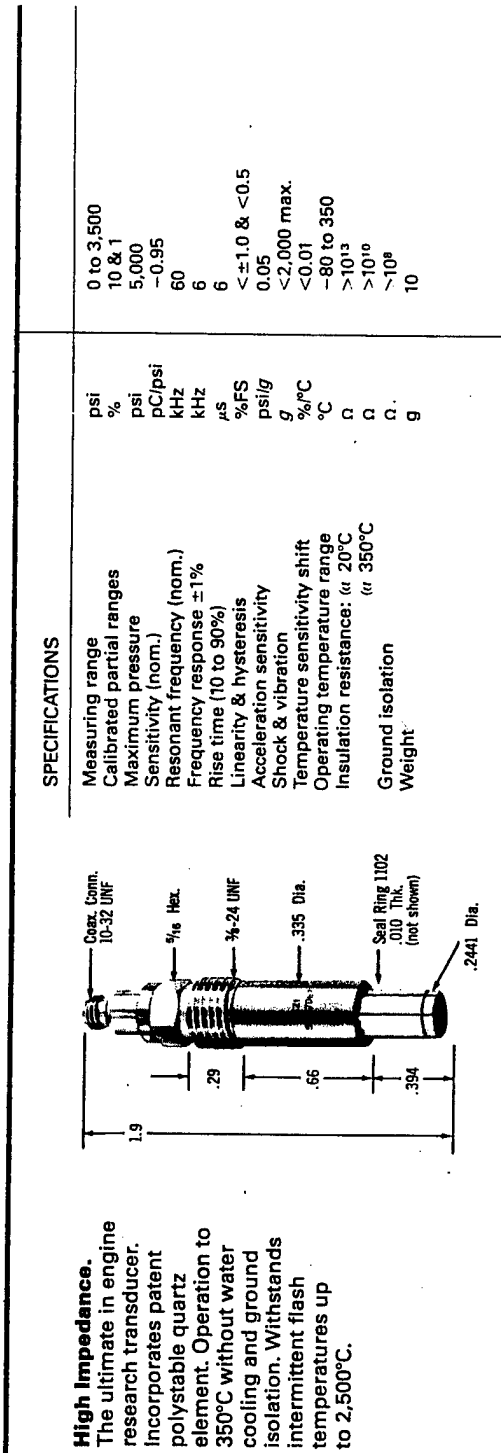 High Impedance.
The ultimate in engine
research transducer.
Incorporates patent
polystable quartz
element. Operation to
350°C without water
cooling and ground
isolation. Withstands
intermittent flash
temperatures up
to 2,500°C.
1.9
.29
.66
.394
Coax. Conn.
10-32 UNF
5/16 Hex.
3/8-24 UNF
.335 Dia.
Seal Ring 1102
.010 Thk.
(not shown)
.2441 Dia.
SPECIFICATIONS
Measuring range psi 0 to 3,500
Calibrated partial ranges % 10 & 1
Maximum pressure psi 5,000
Sensitivity (nom.) pC/psi −0.95
Resonant frequency (nom.) kHz 60
Frequency response ±1% kHz 6
Rise time (10 to 90%) μs 6
Linearity & hysteresis %FS <±1.0 & <0.5
Acceleration sensitivity psi/g 0.05
Shock & vibration g <2,000 max.
Temperature sensitivity shift %/°C <0.01
Operating temperature range °C −80 to 350
Insulation resistance: @ 20°C Ω >10¹³
@ 350°C Ω >10¹⁰
Ground isolation Ω >10⁸
Weight g 10